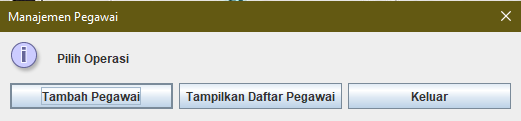 Manajemen Pegawai
Pilih Operasi
Tambah Pegawai Tampilkan Daftar Pegawai Keluar